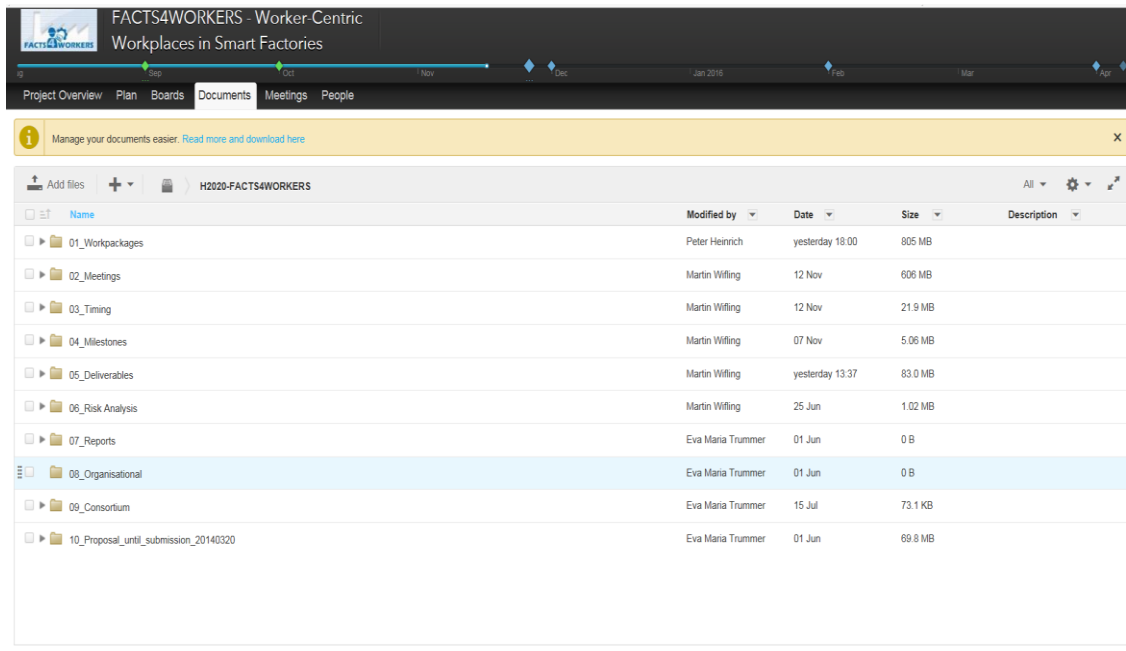 FACTS4WORKERS - Worker-Centric
Workplaces in Smart Factories
FACTS4WORKERS
Sep Oct Nov Dec Jan 2016 Feb Mar Apr
Project Overview Plan Boards Documents Meetings People
Manage your documents easier. Read more and download here
Add files H2020-FACTS4WORKERS All
Name Modified by Date Size Description
01_Workpackages Peter Heinrich yesterday 18:00 805 MB
02_Meetings Martin Wifling 12 Nov 606 MB
03_Timing Martin Wifling 12 Nov 21.9 MB
04_Milestones Martin Wifling 07 Nov 5.06 MB
05_Deliverables Martin Wifling yesterday 13:37 83.0 MB
06_Risk Analysis Martin Wifling 25 Jun 1.02 MB
07_Reports Eva Maria Trummer 01 Jun 0 B
08_Organisational Eva Maria Trummer 01 Jun 0 B
09_Consortium Eva Maria Trummer 15 Jul 73.1 KB
10_Proposal_until_submission_20140320 Eva Maria Trummer 01 Jun 69.8 MB